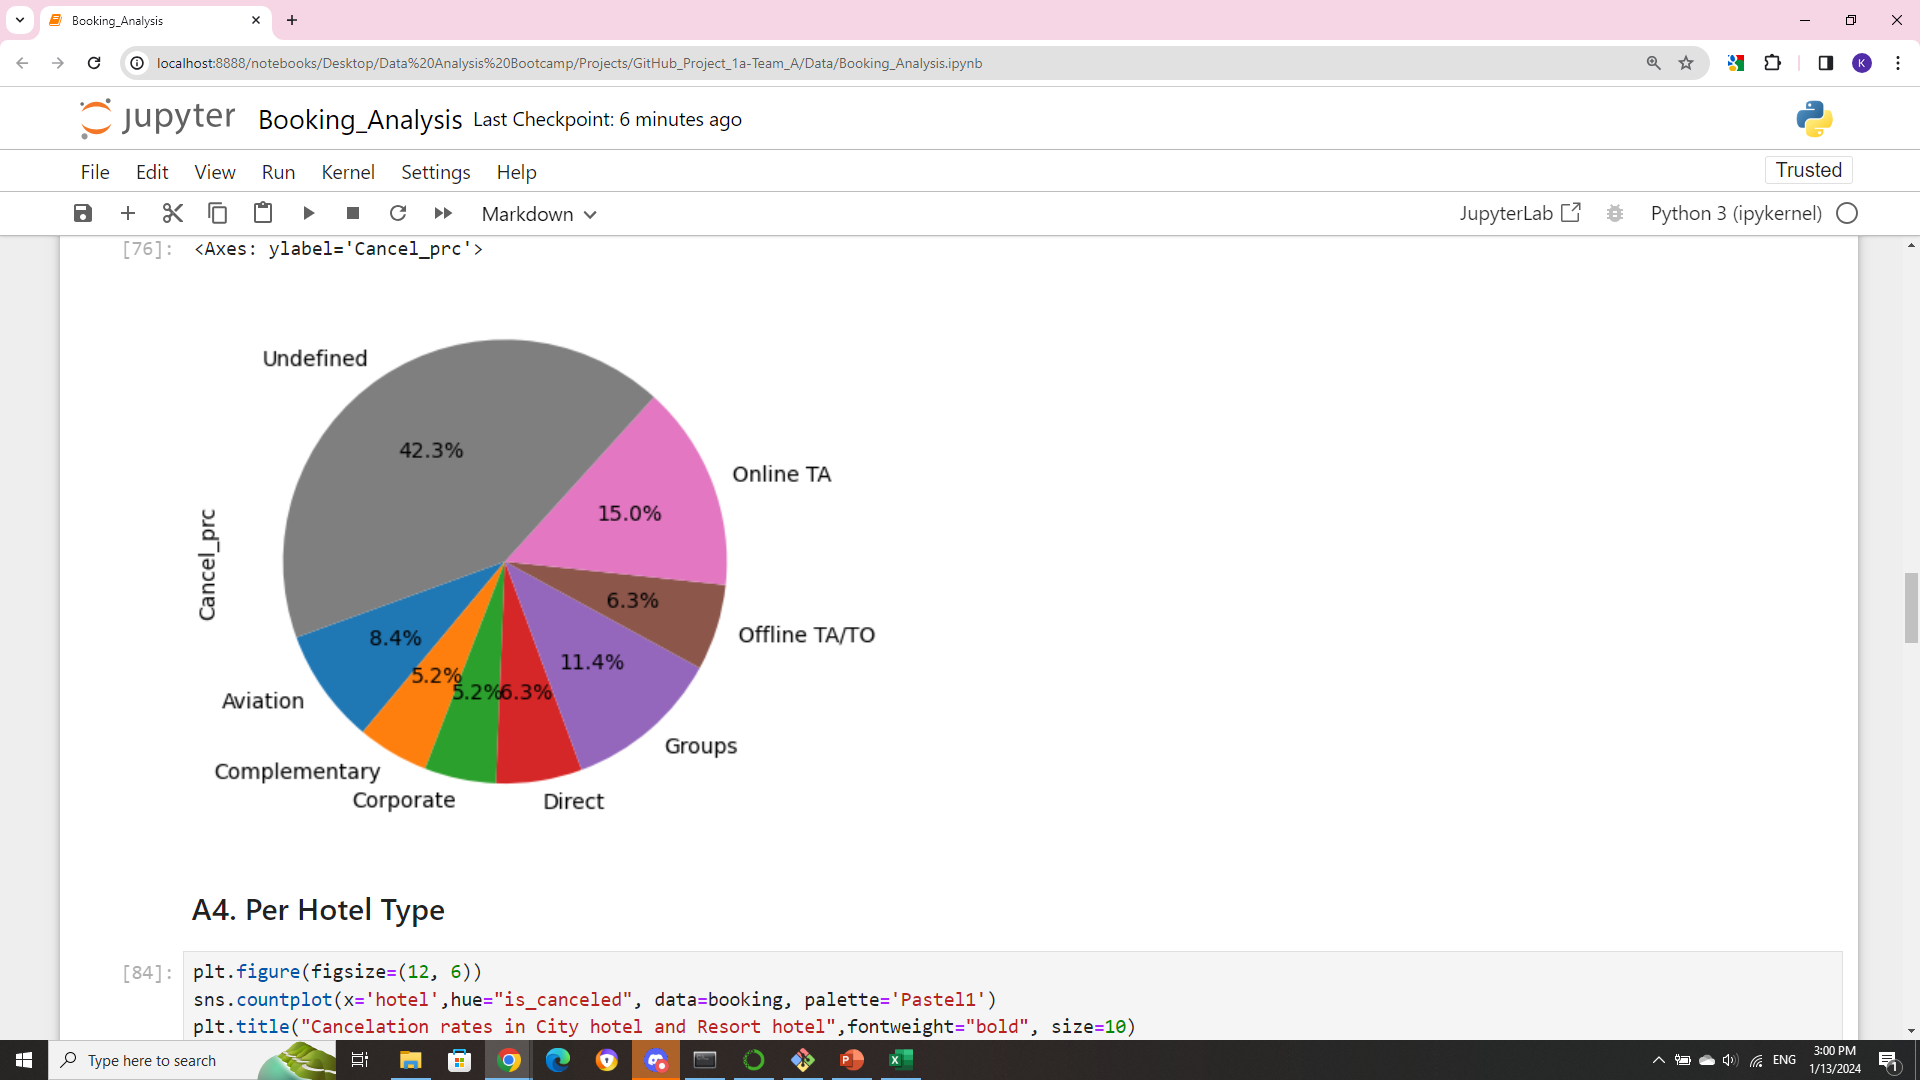 Booking_Analysis
localhost:8888/notebooks/Desktop/Data%20Analysis%20Bootcamp/Projects/GitHub_Project_1a-Team_A/Data/Booking_Analysis.ipynb
K
jupyter Booking_Analysis Last Checkpoint: 6 minutes ago
File Edit View Run Kernel Settings Help Trusted
Markdown JupyterLab Python 3 (ipykernel)
[76]: <Axes: ylabel='Cancel_prc'>
Undefined
42.3%
Online TA
15.0%
Cancel_prc
6.3%
Offline TA/TO
8.4%
11.4%
5.2%
5.2%
6.3%
Aviation
Groups
Complementary
Corporate
Direct
A4. Per Hotel Type
[84]: plt.figure(figsize=(12, 6))
sns.countplot(x='hotel',hue="is_canceled", data=booking, palette='Pastel1')
plt.title("Cancelation rates in City hotel and Resort hotel",fontweight="bold", size=10)
Type here to search
ENG
3:00 PM
1/13/2024
1